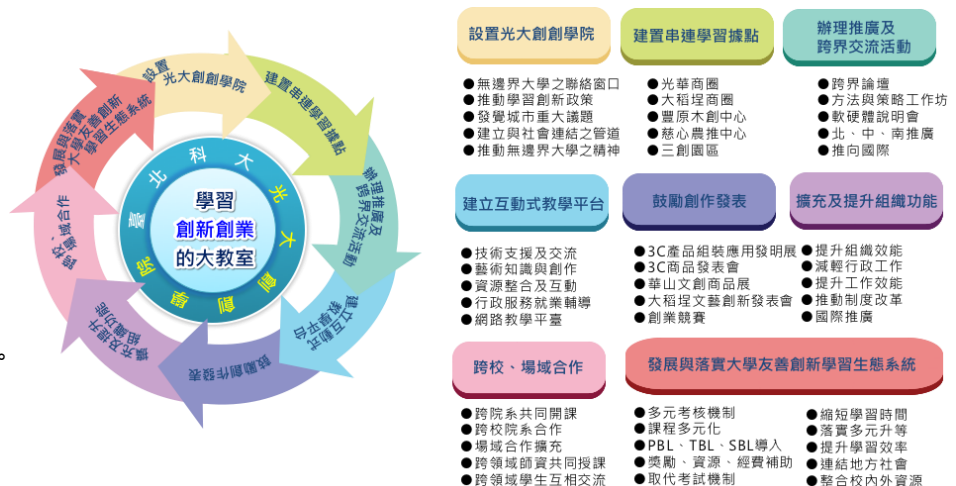 設置
光大創創學院
建置串連學習據點
辦理推廣及
跨界交流活動
建立互動式
教學平台
鼓勵創作發表
擴充及提升
組織功能
跨校、場域合作
發展與落實
大學友善創新
學習生態系統
臺北科大光大創創學院
學習
創新創業
的大教室
。
設置光大創創學院
●無邊界大學之聯絡窗口
●推動學習創新政策
●發覺城市重大議題
●建立與社會連結之管道
●推動無邊界大學之精神
建置串連學習據點
●光華商圈
●大稻埕商圈
●豐原木創中心
●慈心農推中心
●三創園區
辦理推廣及
跨界交流活動
●跨界論壇
●方法與策略工作坊
●軟硬體說明會
●北、中、南推廣
●推向國際
建立互動式教學平台
●技術支援及交流
●藝術知識與創作
●資源整合及互動
●行政服務就業輔導
●網路教學平臺
鼓勵創作發表
●3C產品組裝應用發明展
●3C商品發表會
●華山文創商品展
●大稻埕文藝創新發表會
●創業競賽
擴充及提升組織功能
●提升組織效能
●減輕行政工作
●提升工作效能
●推動制度改革
●國際推廣
跨校、場域合作
●跨院系共同開課
●跨校院系合作
●場域合作擴充
●跨領域師資共同授課
●跨領域學生互相交流
發展與落實大學友善創新學習生態系統
●多元考核機制
●課程多元化
●PBL、TBL、SBL導入
●獎勵、資源、經費補助
●取代考試機制
●縮短學習時間
●落實多元升等
●提升學習效率
●連結地方社會
●整合校內外資源